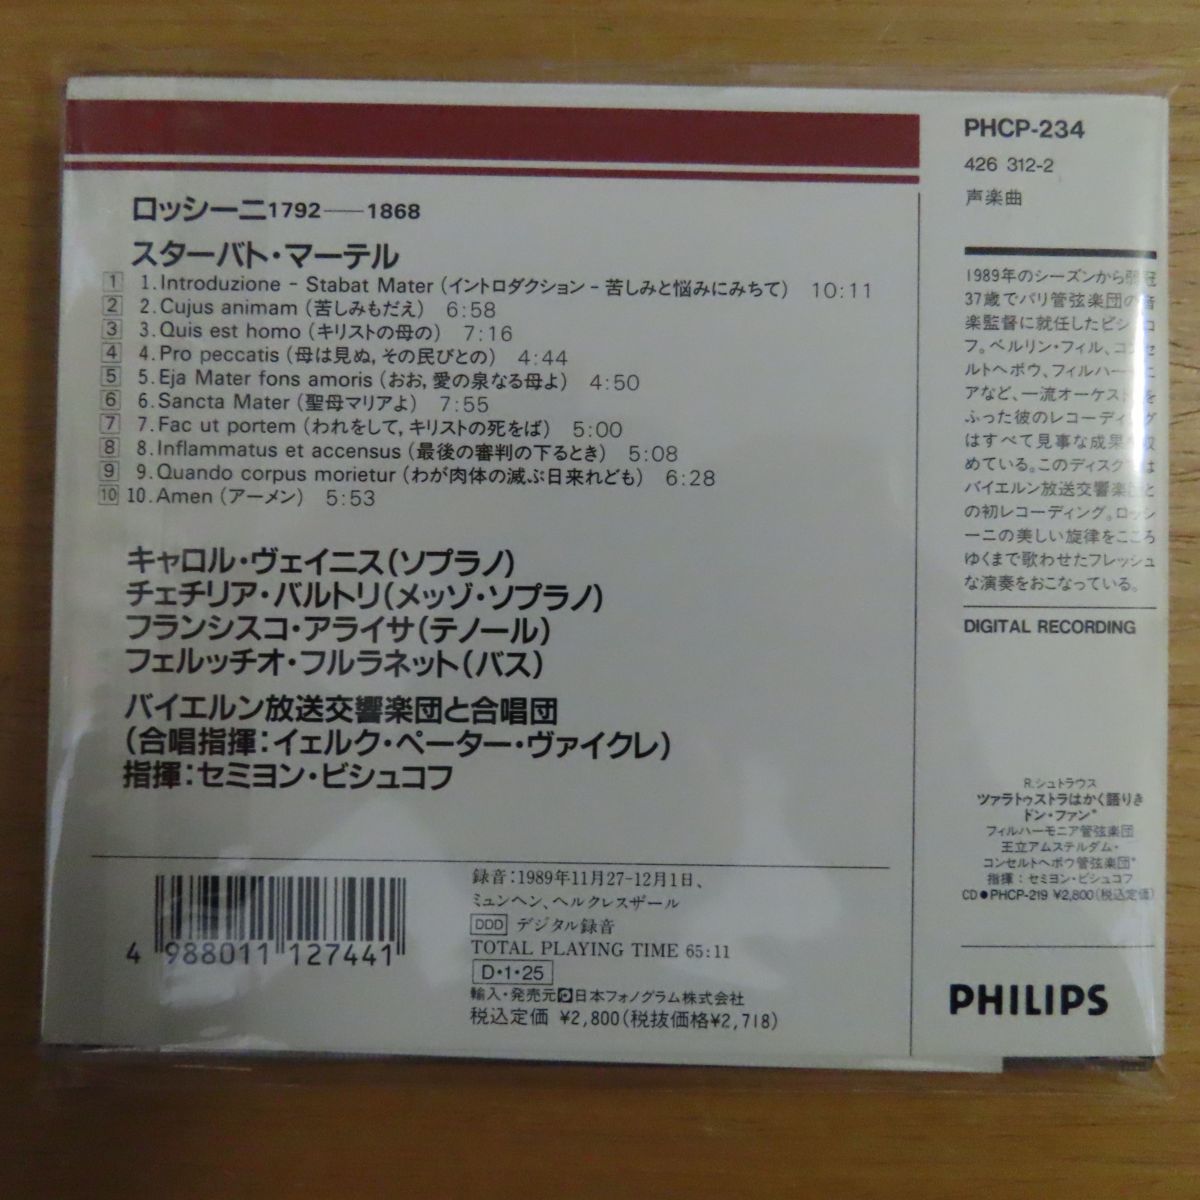 ロッシーニ1792―1868
スターバト・マーテル
1 1.Introduzione - Stabat Mater (イントロダクション - 苦しみと悩みにみちて) 10:11
2 2.Cujus animam (苦しみもだえ) 6:58
3 3.Quis est homo (キリストの母の) 7:16
4 4.Pro peccatis (母は見ぬ, その民びとの) 4:44
5 5.Eja Mater fons amoris (おお, 愛の泉なる母よ) 4:50
6 6.Sancta Mater (聖母マリアよ) 7:55
7 7.Fac ut portem (われをして, キリストの死をば) 5:00
8 8.Inflammatus et accensus (最後の審判の下るとき) 5:08
9 9.Quando corpus morietur (わが肉体の滅ぶ日来れども) 6:28
10 10.Amen (アーメン) 5:53
キャロル・ヴェイニス(ソプラノ)
チェチリア・バルトリ(メッゾ・ソプラノ)
フランシスコ・アライサ(テノール)
フェルッチオ・フルラネット(バス)
バイエルン放送交響楽団と合唱団
(合唱指揮:イェルク・ペーター・ヴァイクレ)
指揮:セミヨン・ビシュコフ
4 988011 127441
録音:1989年11月27-12月1日、
ミュンヘン、ヘルクレスザール
DDD デジタル録音
TOTAL PLAYING TIME 65:11
D・1・25
輸入・発売元 日本フォノグラム株式会社
税込定価 ¥2,800(税抜価格¥2,718)
PHCP-234
426 312-2
声楽曲
1989年のシーズンから弱冠
37歳でパリ管弦楽団の音
楽監督に就任したビシュコ
フ。ベルリン・フィル、コンセ
ルトヘボウ、フィルハーモニ
アなど、一流オーケストラを
ふった彼のレコーディング
はすべて見事な成果を収
めている。このディスクでは
バイエルン放送交響楽団と
の初レコーディング。ロッシ
ーニの美しい旋律をこころ
ゆくまで歌わせたフレッシュ
な演奏をおこなっている。
DIGITAL RECORDING
R.シュトラウス
ツァラトゥストラはかく語りき
ドン・ファン*
フィルハーモニア管弦楽団
王立アムステルダム・
コンセルトヘボウ管弦楽団*
指揮:セミヨン・ビシュコフ
CD●PHCP-219 ¥2,800(税込定価)
PHILIPS